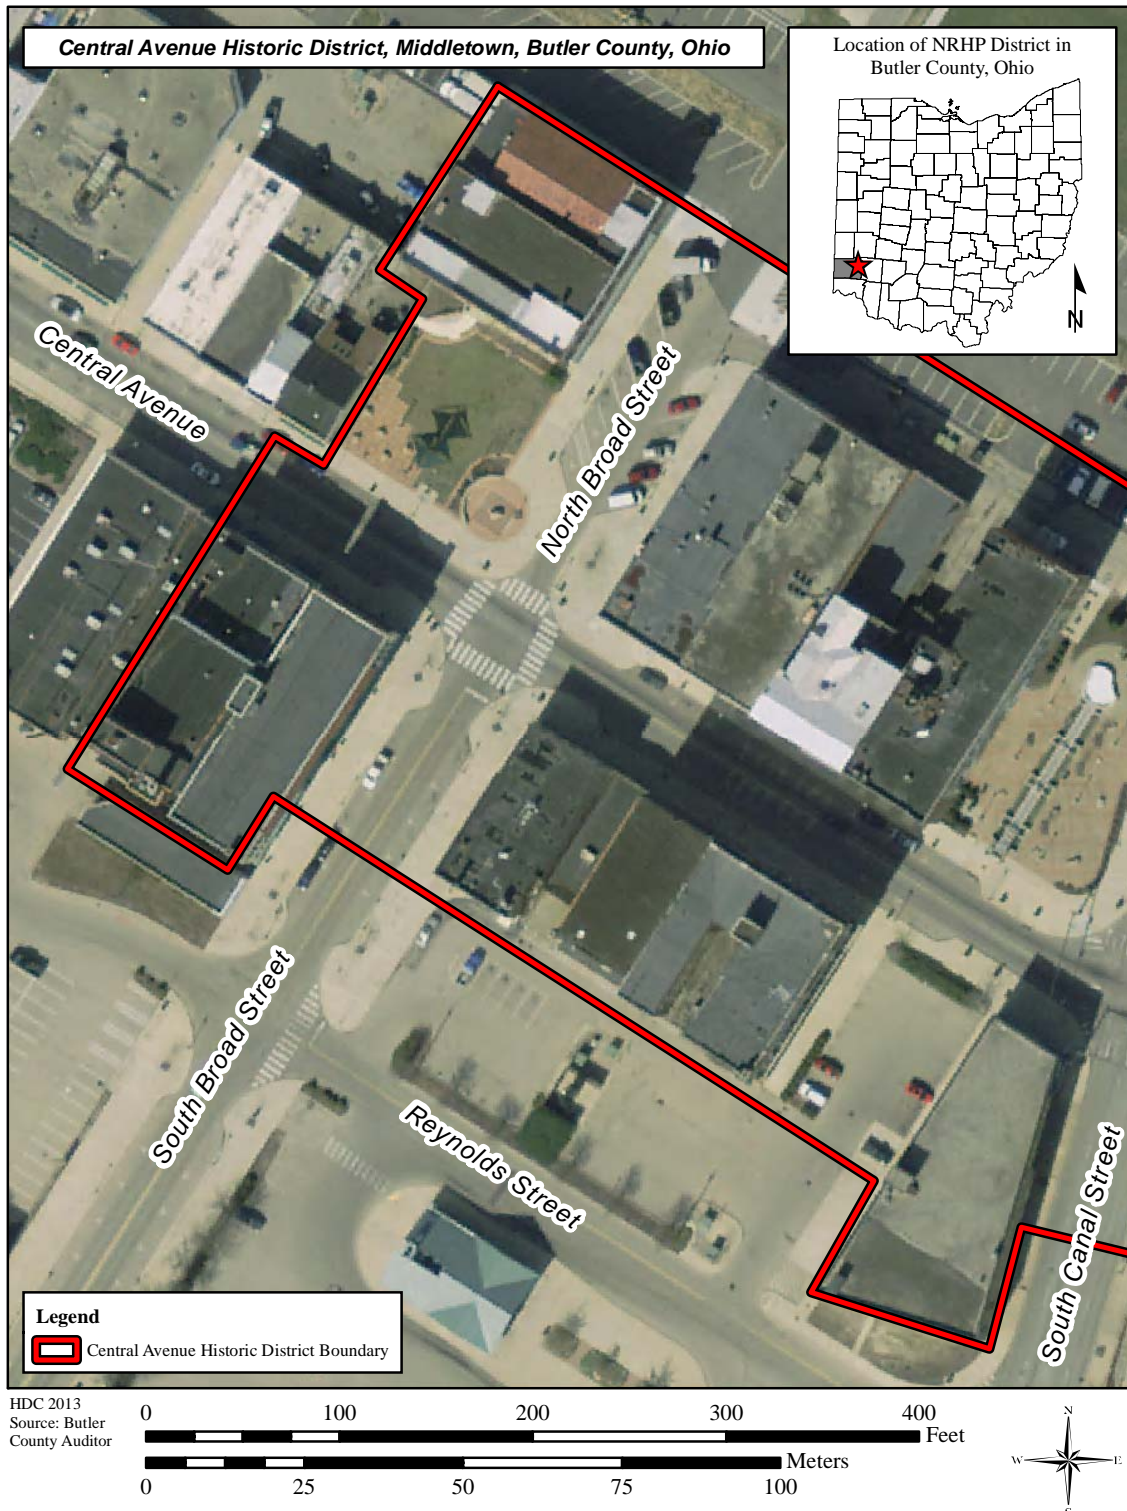 Central Avenue Historic District, Middletown, Butler County, Ohio
Location of NRHP District in
Butler County, Ohio
N
Central Avenue
North Broad Street
South Broad Street
Reynolds Street
South Canal Street
Legend
Central Avenue Historic District Boundary
HDC 2013
Source: Butler
County Auditor
0 100 200 300 400
Feet
Meters
0 25 50 75 100
N
W E
S